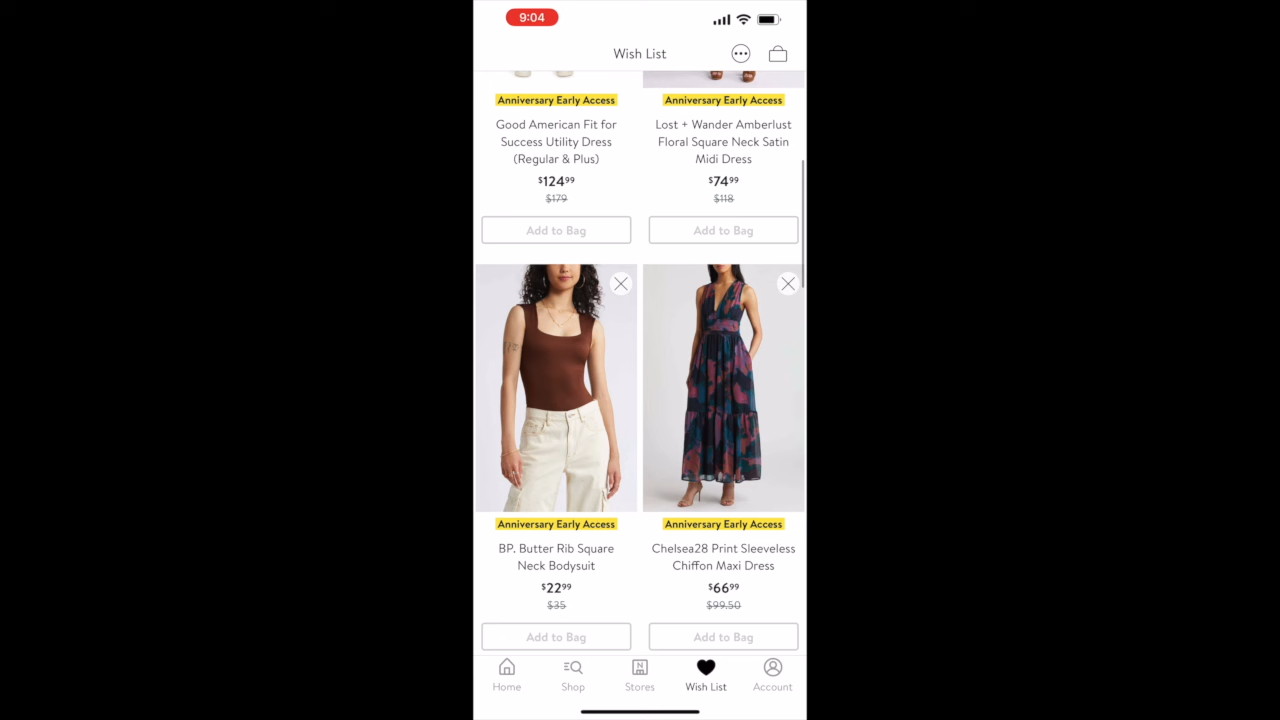 9:04
Wish List
Anniversary Early Access
Good American Fit for
Success Utility Dress
(Regular & Plus)
$124.99
$179
Add to Bag
Anniversary Early Access
Lost + Wander Amberlust
Floral Square Neck Satin
Midi Dress
$74.99
$118
Add to Bag
Anniversary Early Access
BP. Butter Rib Square
Neck Bodysuit
$22.99
$35
Add to Bag
Anniversary Early Access
Chelsea28 Print Sleeveless
Chiffon Maxi Dress
$66.99
$99.50
Add to Bag
Home
Shop
N
Stores
Wish List
Account